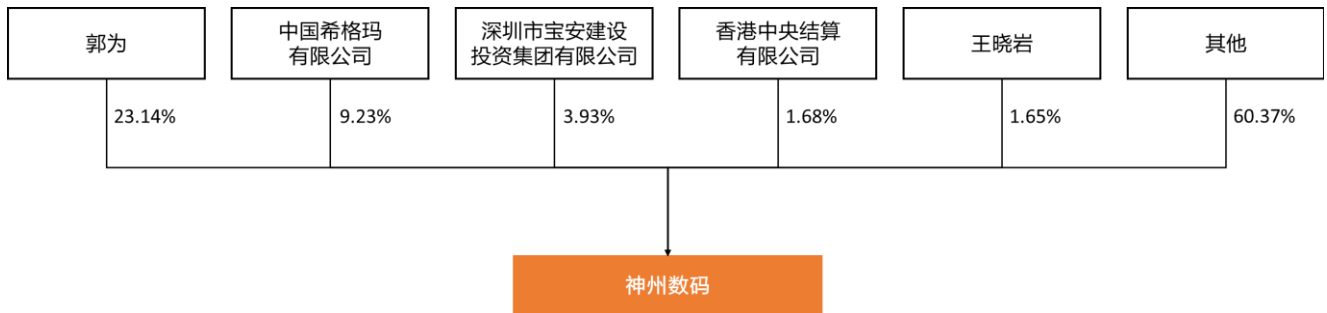 郭为
中国希格玛
有限公司
深圳市宝安建设
投资集团有限公司
香港中央结算
有限公司
王晓岩
其他
23.14%
9.23%
3.93%
1.68%
1.65%
60.37%
神州数码